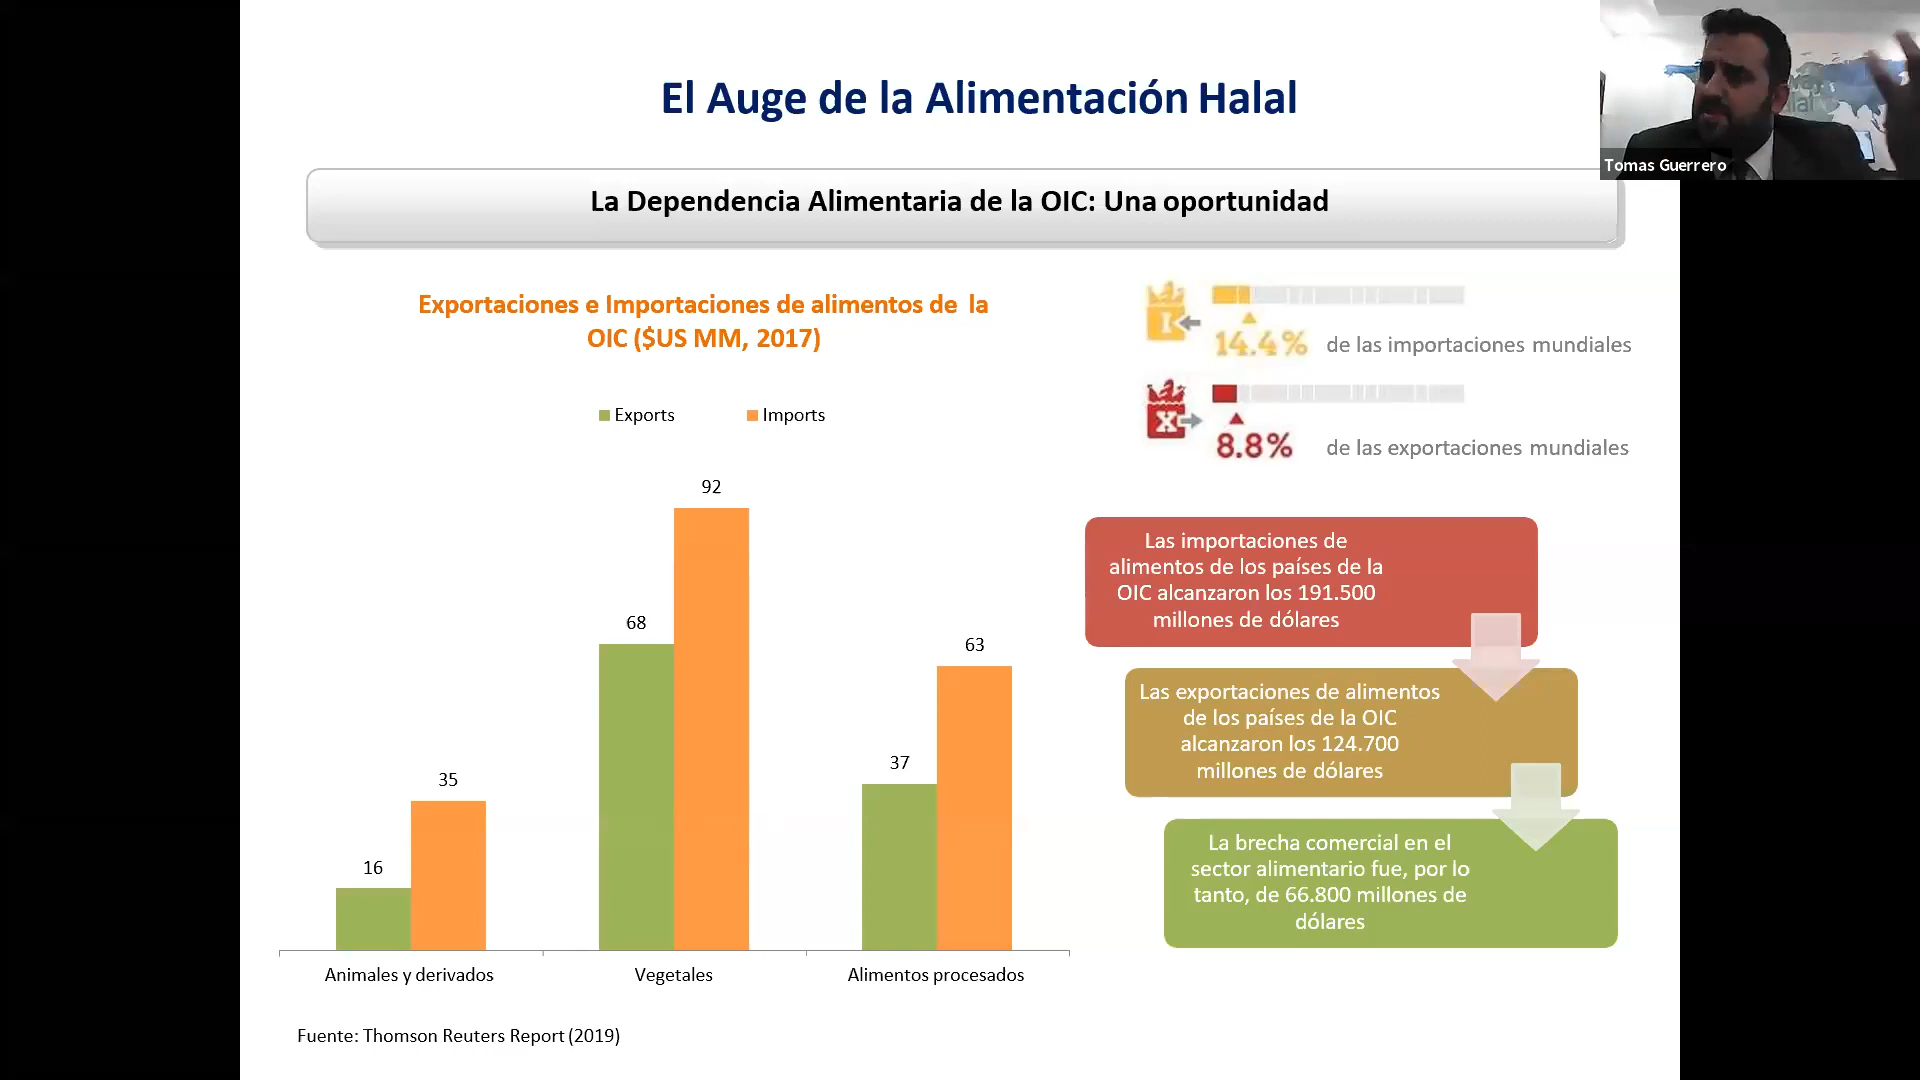 El Auge de la Alimentación Halal
Tomas Guerrero
La Dependencia Alimentaria de la OIC: Una oportunidad
Exportaciones e Importaciones de alimentos de la
OIC ($US MM, 2017)
Exports
Imports
16
35
68
92
37
63
Animales y derivados
Vegetales
Alimentos procesados
Fuente: Thomson Reuters Report (2019)
I
14.4%
de las importaciones mundiales
X
8.8%
de las exportaciones mundiales
Las importaciones de
alimentos de los países de la
OIC alcanzaron los 191.500
millones de dólares
Las exportaciones de alimentos
de los países de la OIC
alcanzaron los 124.700
millones de dólares
La brecha comercial en el
sector alimentario fue, por lo
tanto, de 66.800 millones de
dólares